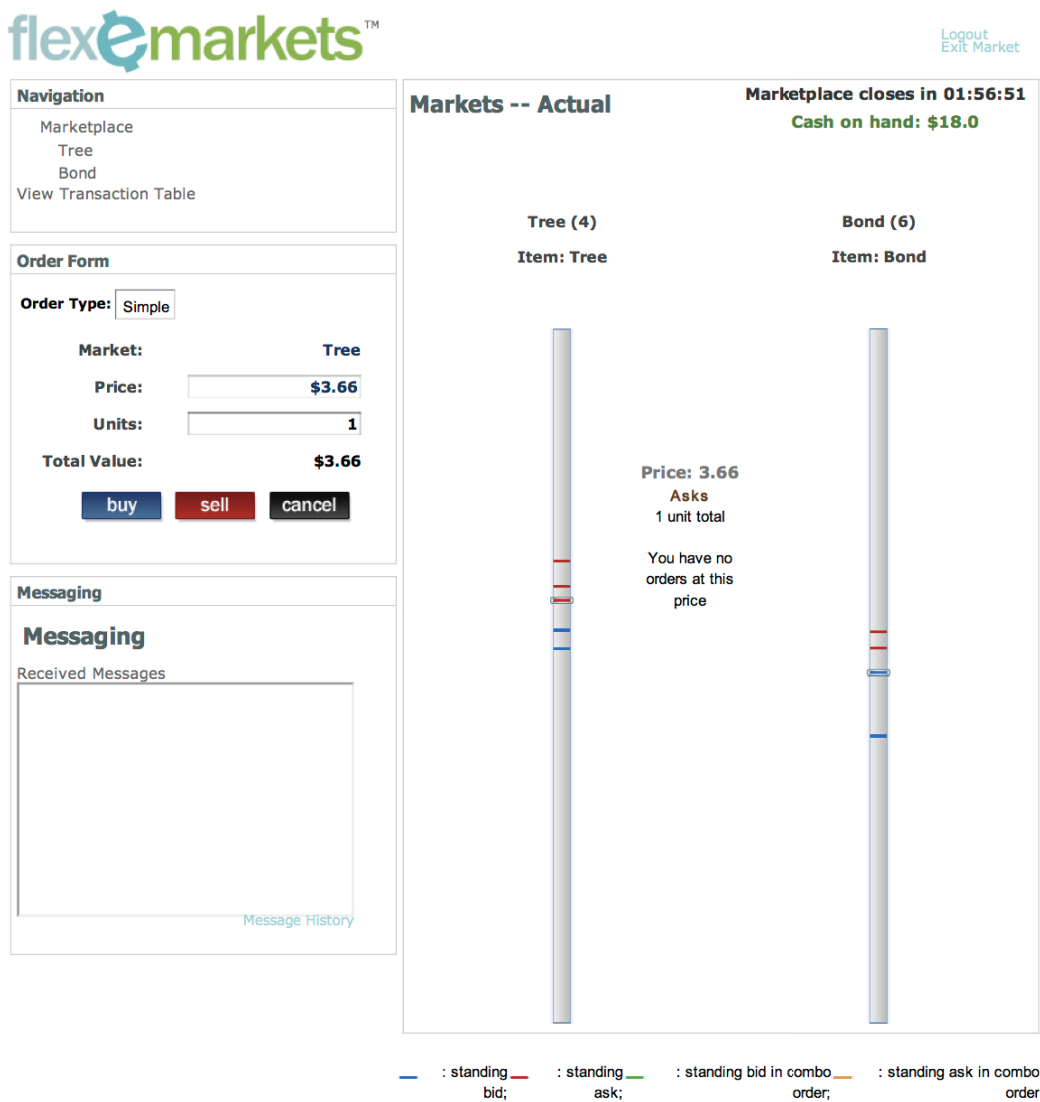 flexemarkets™
Logout
Exit Market
Navigation
Marketplace
Tree
Bond
View Transaction Table
Order Form
Order Type: Simple
Market: Tree
Price: $3.66
Units: 1
Total Value: $3.66
buy sell cancel
Messaging
Messaging
Received Messages
Message History
Markets -- Actual
Marketplace closes in 01:56:51
Cash on hand: $18.0
Tree (4)
Item: Tree
Bond (6)
Item: Bond
Price: 3.66
Asks
1 unit total
You have no
orders at this
price
: standing bid;
: standing ask;
: standing bid in combo order;
: standing ask in combo order